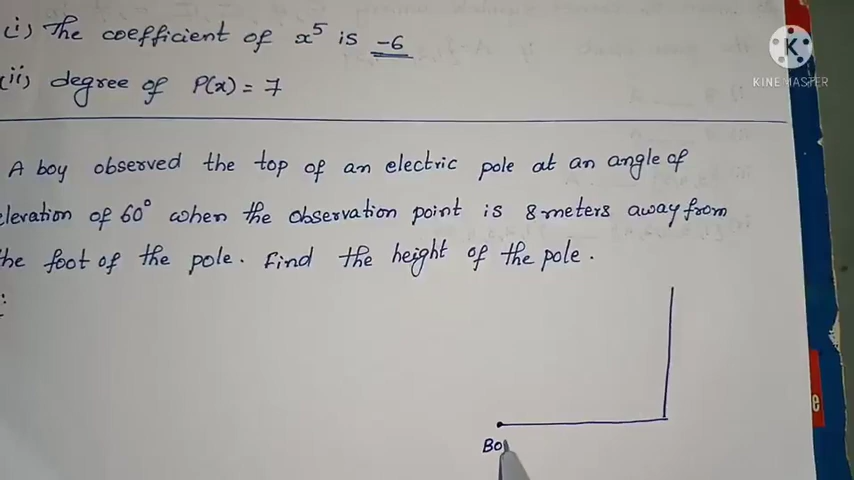 (i) The coefficient of x⁵ is -6
(ii) degree of P(x) = 7
A boy observed the top of an electric pole at an angle of
elevation of 60° when the observation point is 8 meters away from
the foot of the pole. Find the height of the pole.
Bo
K
KINEMASTER
e